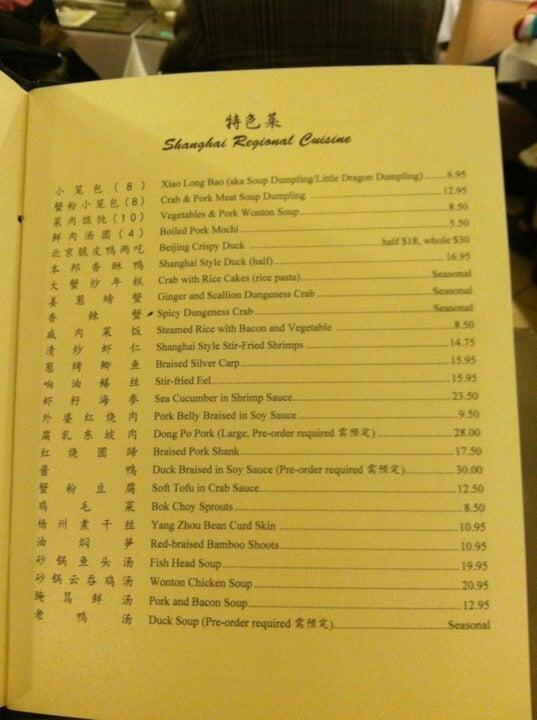 特色菜
Shanghai Regional Cuisine
小笼包(8) Xiao Long Bao (aka Soup Dumpling/Little Dragon Dumpling) ......6.95
蟹粉小笼包(8) Crab & Pork Meat Soup Dumpling 12.95
菜肉馄饨(10) Vegetables & Pork Wonton Soup 8.50
鲜肉汤圆(4) Boiled Pork Mochi 5.50
北京脆皮鸭两吃 Beijing Crispy Duck half $18, whole $30
本邦香酥鸭 Shanghai Style Duck (half) 16.95
大蟹炒年糕 Crab with Rice Cakes (rice pasta) Seasonal
姜葱螃蟹 Ginger and Scallion Dungeness Crab Seasonal
香辣蟹 Spicy Dungeness Crab Seasonal
咸肉菜饭 Steamed Rice with Bacon and Vegetable 8.50
清炒虾仁 Shanghai Style Stir-Fried Shrimps 14.75
葱烤鲫鱼 Braised Silver Carp 15.95
响油鳝丝 Stir-fried Eel 15.95
虾籽海参 Sea Cucumber in Shrimp Sauce 23.50
外婆红烧肉 Pork Belly Braised in Soy Sauce 9.50
腐乳东坡肉 Dong Po Pork (Large, Pre-order required 需预定) 28.00
红烧圆蹄 Braised Pork Shank 17.50
酱鸭 Duck Braised in Soy Sauce (Pre-order required 需预定) 30.00
蟹粉豆腐 Soft Tofu in Crab Sauce 12.50
鸡毛菜 Bok Choy Sprouts 8.50
杨州煮干丝 Yang Zhou Bean Curd Skin 10.95
油焖笋 Red-braised Bamboo Shoots 10.95
砂锅鱼头汤 Fish Head Soup 19.95
砂锅云吞鸡汤 Wonton Chicken Soup 20.95
腌笃鲜汤 Pork and Bacon Soup 12.95
老鸭汤 Duck Soup (Pre-order required 需预定) Seasonal